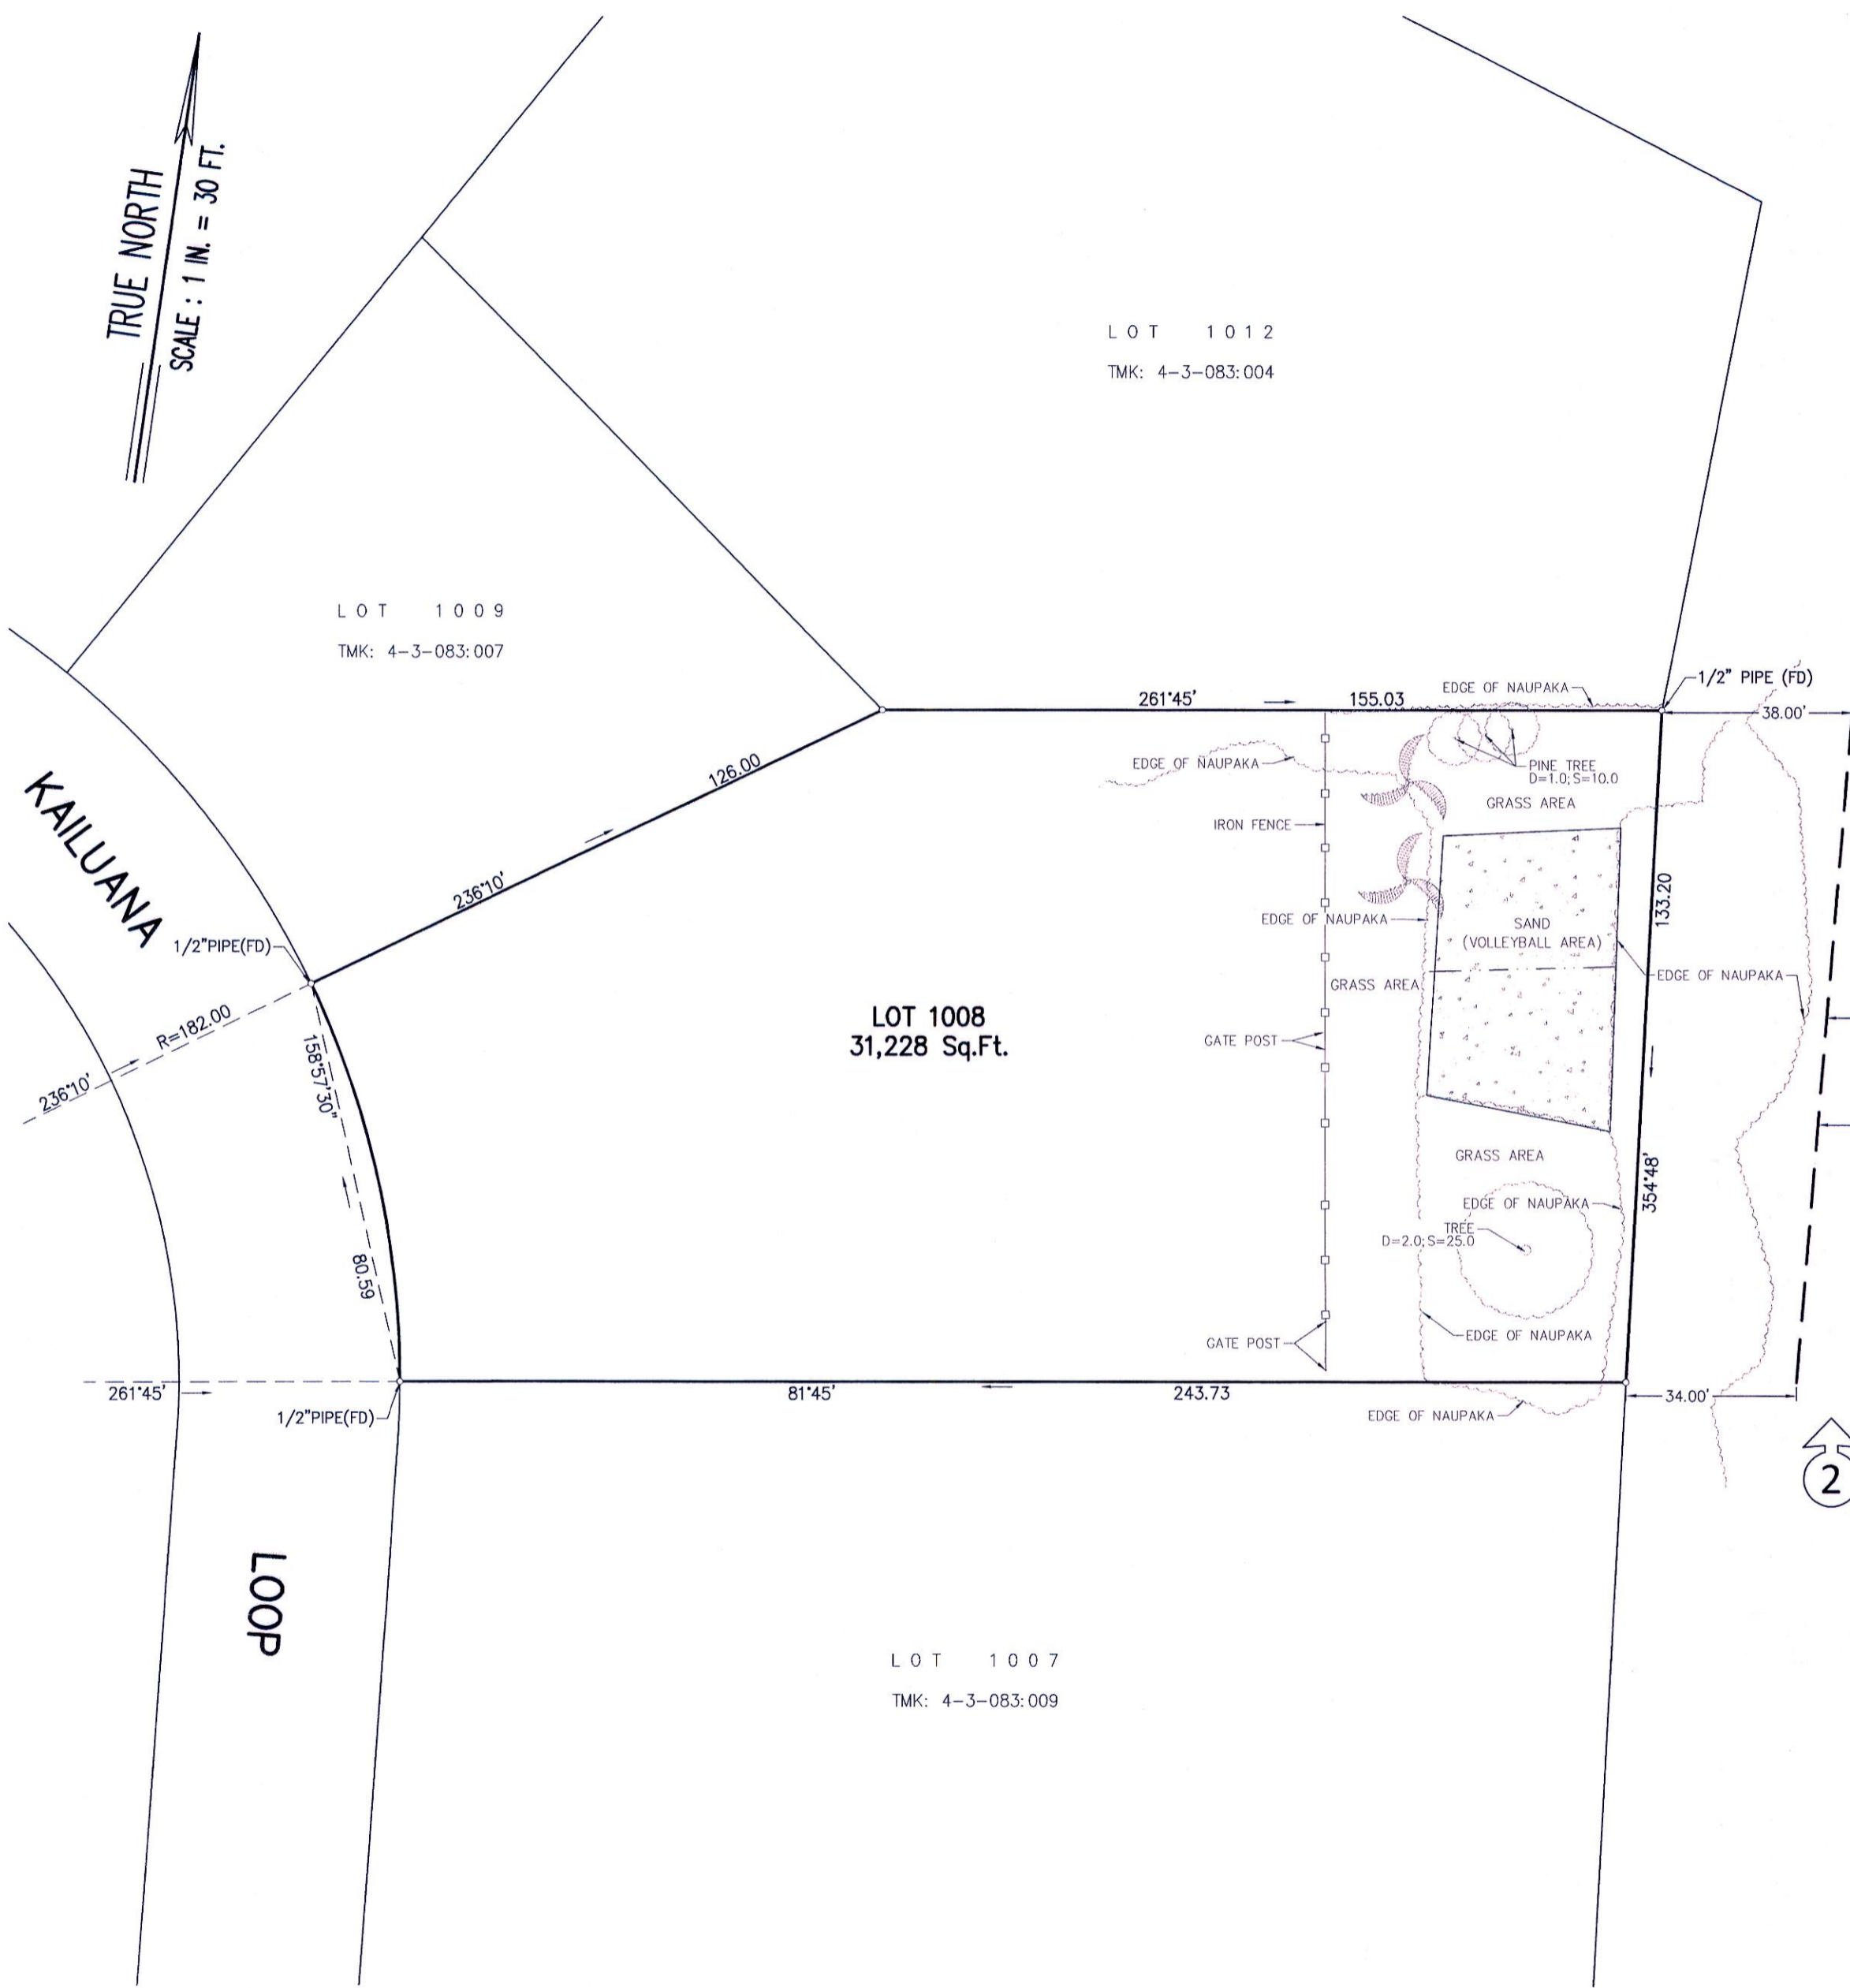 TRUE NORTH
SCALE : 1 IN. = 30 FT.
LOT 1012
TMK: 4-3-083:004
LOT 1009
TMK: 4-3-083:007
261°45'
155.03
EDGE OF NAUPAKA
1/2" PIPE (FD)
38.00'
126.00
236°10'
EDGE OF NAUPAKA
PINE TREE
D=1.0; S=10.0
GRASS AREA
IRON FENCE
KAILUANA
1/2"PIPE(FD)
133.20
EDGE OF NAUPAKA
SAND
(VOLLEYBALL AREA)
EDGE OF NAUPAKA
GRASS AREA
R=182.00
236°10'
158°57'30"
LOT 1008
31,228 Sq.Ft.
GATE POST
GRASS AREA
354°48'
EDGE OF NAUPAKA
TREE
D=2.0; S=25.0
80.59
EDGE OF NAUPAKA
GATE POST
261°45'
81°45'
243.73
34.00'
1/2"PIPE(FD)
EDGE OF NAUPAKA
2
LOOP
LOT 1007
TMK: 4-3-083:009